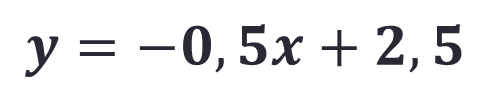 y = −0,5x + 2,5